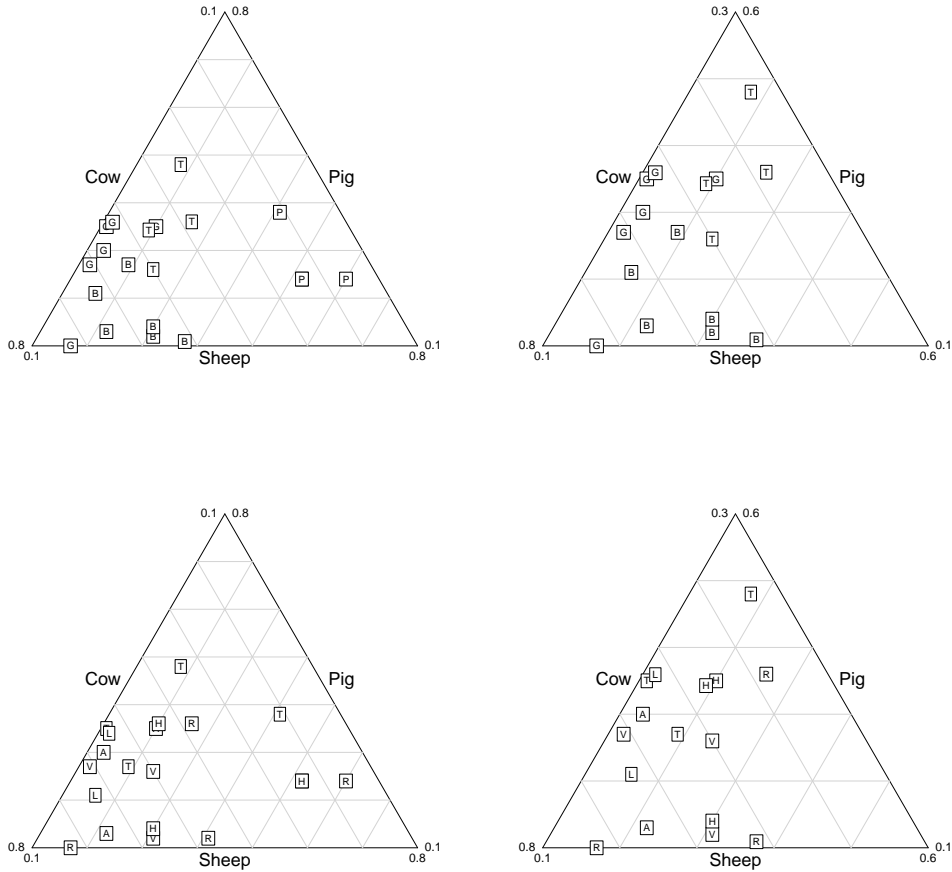 0.1 0.8
T
Cow Pig
P
G T
T G
G
G B T
P P
B
B B
B
B
0.8 G 0.1
0.1 Sheep 0.8
0.3 0.6
T
G T
Cow G G Pig
T
G
G B T
B
B B
B
B
0.8 G 0.1
0.1 Sheep 0.6
0.1 0.8
T
Cow Pig
T
H R
L
A
V T V
H R
L
A H
V R
0.8 R 0.1
0.1 Sheep 0.8
0.3 0.6
T
L R
Cow T H Pig
H
A
V T V
L
A H
V
R
0.8 R 0.1
0.1 Sheep 0.6